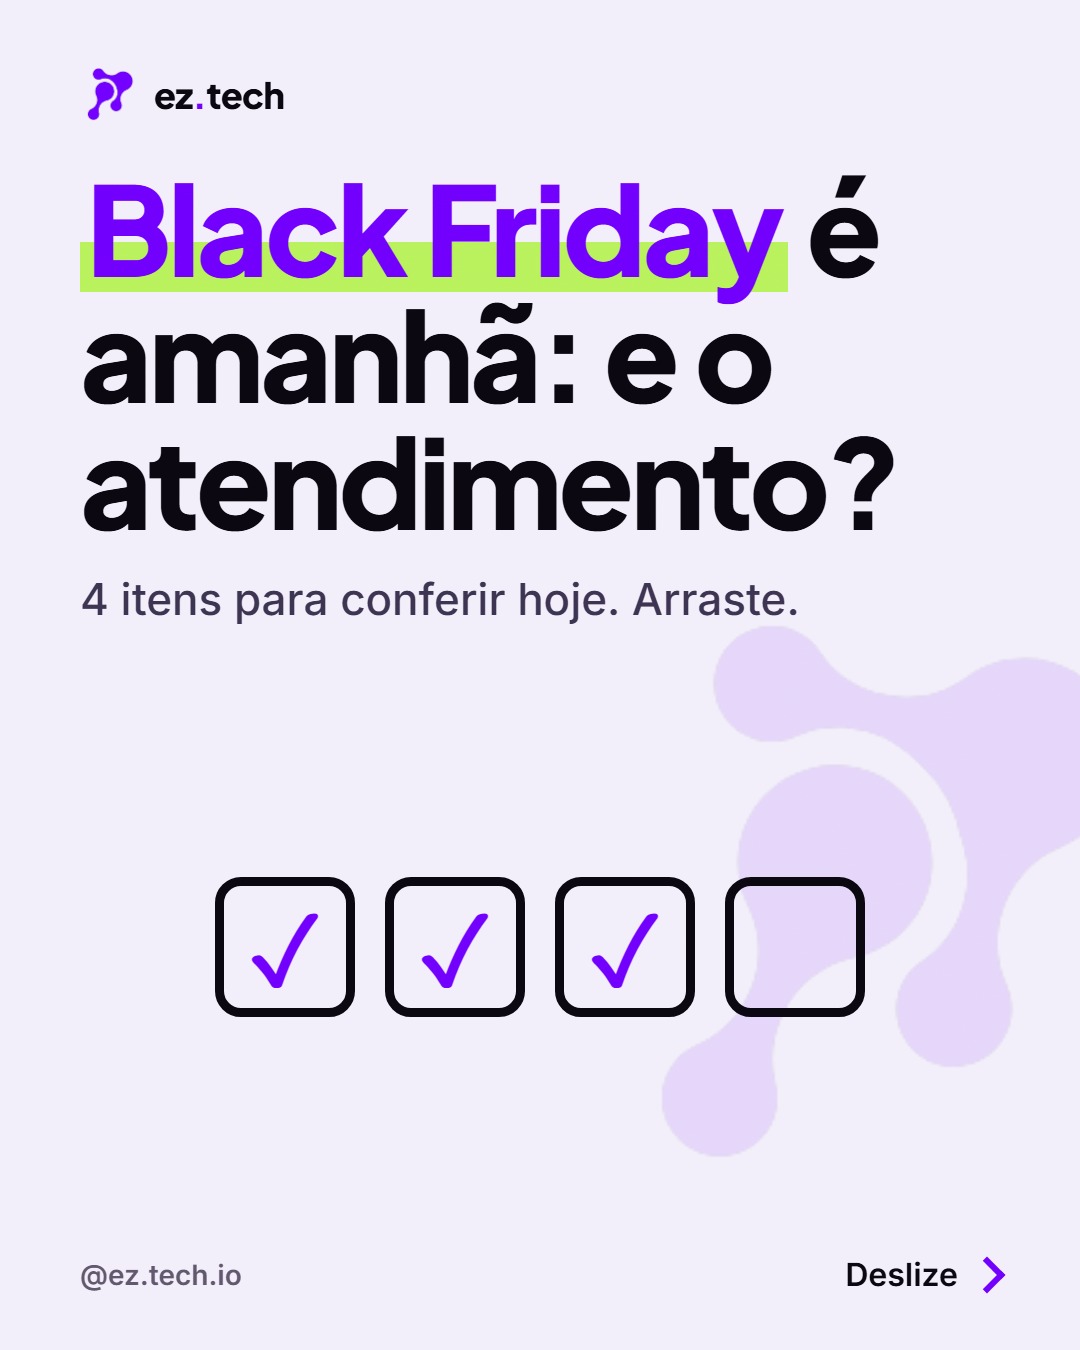 ez.tech
Black Friday é
amanhã: e o
atendimento?
4 itens para conferir hoje. Arraste.
@ez.tech.io
Deslize